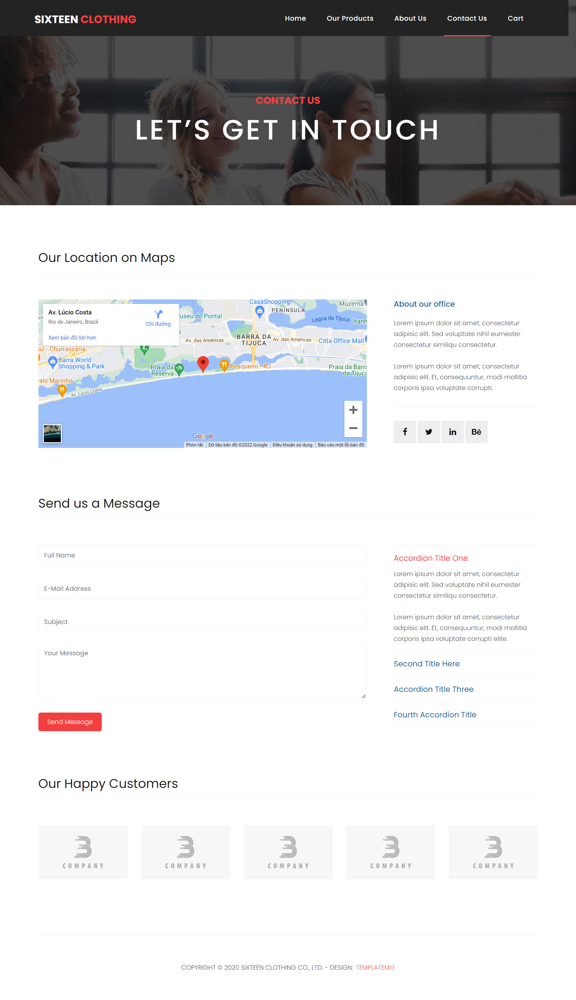 SIXTEEN CLOTHING
Home
Our Products
About Us
Contact Us
Cart
CONTACT US
LET'S GET IN TOUCH
Our Location on Maps
Av. Lúcio Costa
Rio de Janeiro, Brazil
Chỉ đường
Xem bản đồ lớn hơn
useu do Pontal
CasaShopping
PENÍNSULA
Muzema
Lagoa da Tijuca
Itanh
BARRA DA
TIJUCA
Av. das Américas
Av. das Américas
Citta Office Mall
ul - Churrascaria
Barra World
Shopping & Park
Praia da
Reserva
Pesqueiro • RJ
Praia da Barra
da Tijuca
alo Marinho
Av. Lúcio Costa
Google
Phím tắt
Dữ liệu bản đồ ©2022 Google
Điều khoản sử dụng
Báo cáo một lỗi bản đồ
About our office
Lorem ipsum dolor sit amet, consectetur
adipisic elit. Sed voluptate nihil eumester
consectetur similiqu consectetur.
Lorem ipsum dolor sit amet, consectetur
adipisic elit. Et, consequuntur, modi mollitia
corporis ipsa voluptate corrupti.
f
in
Bē
Send us a Message
Full Name
E-Mail Address
Subject
Your Message
Send Message
Accordion Title One
Lorem ipsum dolor sit amet, consectetur
adipisic elit. Sed voluptate nihil eumester
consectetur similiqu consectetur.
Lorem ipsum dolor sit amet, consectetur
adipisic elit. Et, consequuntur, modi mollitia
corporis ipsa voluptate corrupti elite.
Second Title Here
Accordion Title Three
Fourth Accordion Title
Our Happy Customers
COMPANY
COMPANY
COMPANY
COMPANY
COMPANY
COPYRIGHT © 2020 SIXTEEN CLOTHING CO., LTD. - DESIGN: TEMPLATEMO